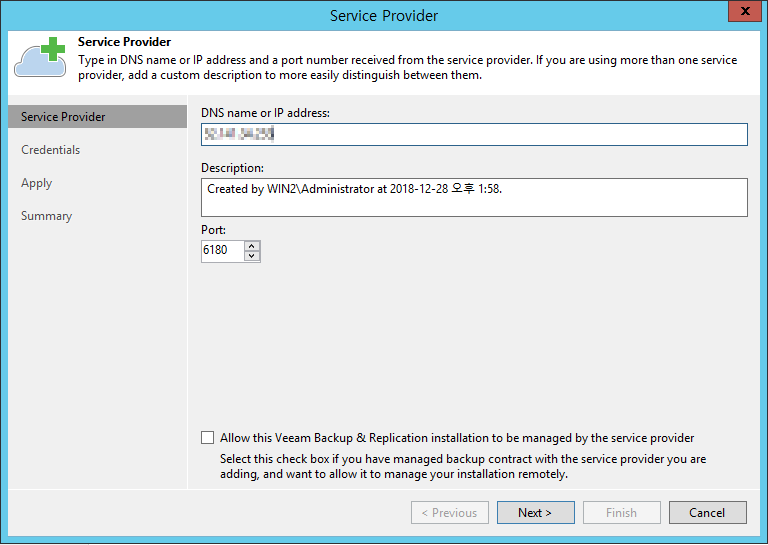 Service Provider
x
Service Provider
Type in DNS name or IP address and a port number received from the service provider. If you are using more than one service
provider, add a custom description to more easily distinguish between them.
Service Provider
Credentials
Apply
Summary
DNS name or IP address:
Description:
Created by WIN2\Administrator at 2018-12-28 오후 1:58.
Port:
6180
Allow this Veeam Backup & Replication installation to be managed by the service provider
Select this check box if you have managed backup contract with the service provider you are
adding, and want to allow it to manage your installation remotely.
< Previous
Next >
Finish
Cancel